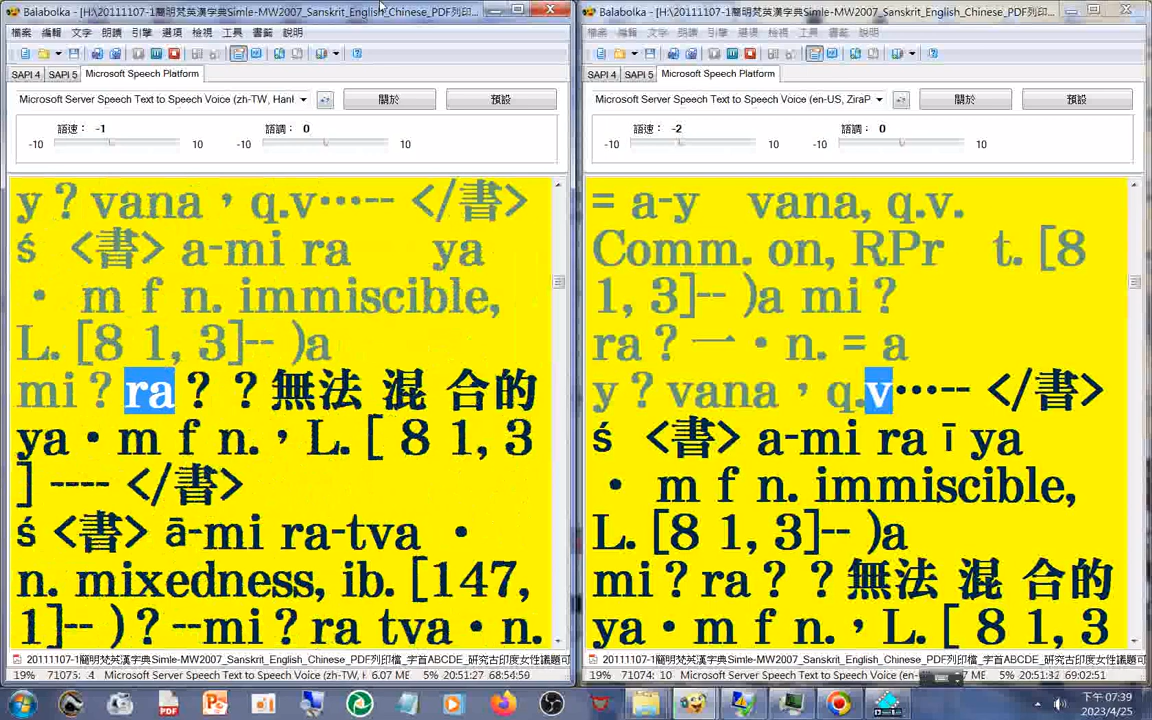 Balabolka - [H:\20111107-1簡明梵英漢字典Simle-MW2007_Sanskrit_English_Chinese_PDF列印...
檔案 編輯 文字 朗讀 引擎 選項 檢視 工具 書籤 說明
SAPI 4 SAPI 5 Microsoft Speech Platform
Microsoft Server Speech Text to Speech Voice (zh-TW, HanH
關於 預設
語速： -1 語調： 0
-10 10 -10 10
y ? vana，q.v…-- </書>
ś <書> a-mi ra ya
· m f n. immiscible,
L. [8 1, 3]-- )a
mi ? ra ? ? 無法 混 合的
ya · m f n.，L. [ 8 1, 3
] ---- </書>
ś <書> ā-mi ra-tva ·
n. mixedness, ib. [147,
1]-- ) ? --mi ? ra tva · n.
20111107-1簡明梵英漢字典Simle-MW2007_Sanskrit_English_Chinese_PDF列印檔_字首ABCDE_研究古印度女性議題可
19% 71075: .4 Microsoft Server Speech Text to Speech Voice (zh-TW, H 6.07 ME 5% 20:51:27 68:54:59
Balabolka - [H:\20111107-1簡明梵英漢字典Simle-MW2007_Sanskrit_English_Chinese_PDF列印...
檔案 編輯 文字 朗讀 引擎 選項 檢視 工具 書籤 說明
SAPI 4 SAPI 5 Microsoft Speech Platform
Microsoft Server Speech Text to Speech Voice (en-US, ZiraP
關於 預設
語速： -2 語調： 0
-10 10 -10 10
= a-y vana, q.v.
Comm. on, RPr t. [8
1, 3]-- )a mi ?
ra ? 一 · n. = a
y ? vana，q.v…-- </書>
ś <書> a-mi ra ī ya
· m f n. immiscible,
L. [8 1, 3]-- )a
mi ? ra ? ? 無法 混 合的
ya · m f n.，L. [ 8 1, 3
20111107-1簡明梵英漢字典Simle-MW2007_Sanskrit_English_Chinese_PDF列印檔_字首ABCDE_研究古印度女性議題可
19% 71074: 10 Microsoft Server Speech Text to Speech Voice (en-US, 5% 20:51:32 69:02:51
下午 07:39
2023/4/25